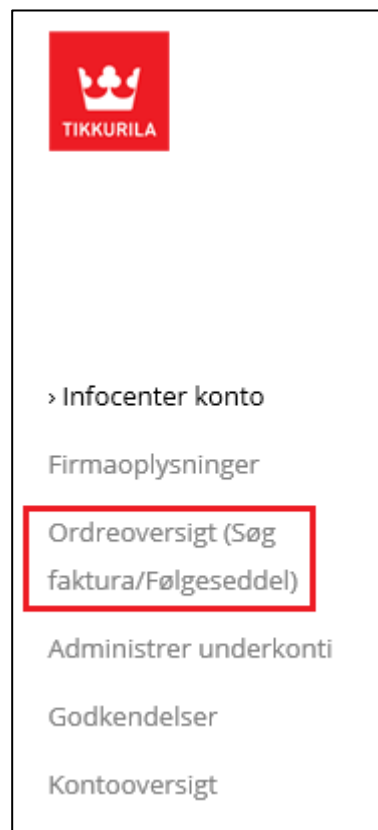 TIKKURILA
› Infocenter konto
Firmaoplysninger
Ordreoversigt (Søg
faktura/Følgeseddel)
Administrer underkonti
Godkendelser
Kontooversigt